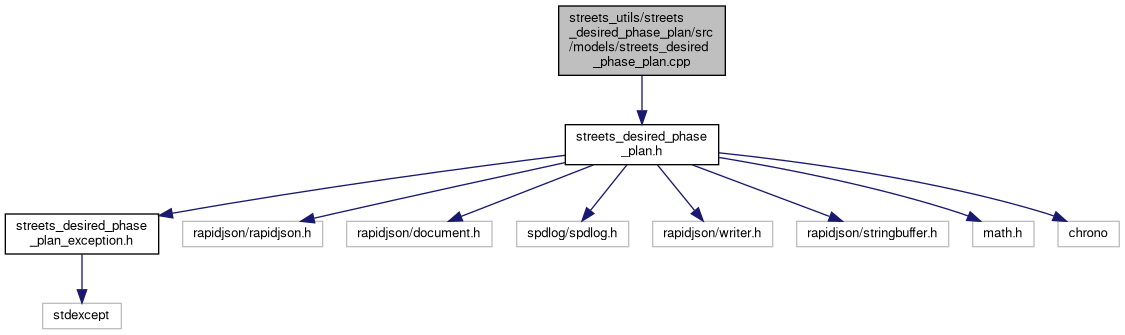 streets_utils/streets
_desired_phase_plan/src
/models/streets_desired
_phase_plan.cpp
streets_desired_phase
_plan.h
streets_desired_phase
_plan_exception.h
rapidjson/rapidjson.h
rapidjson/document.h
spdlog/spdlog.h
rapidjson/writer.h
rapidjson/stringbuffer.h
math.h
chrono
stdexcept